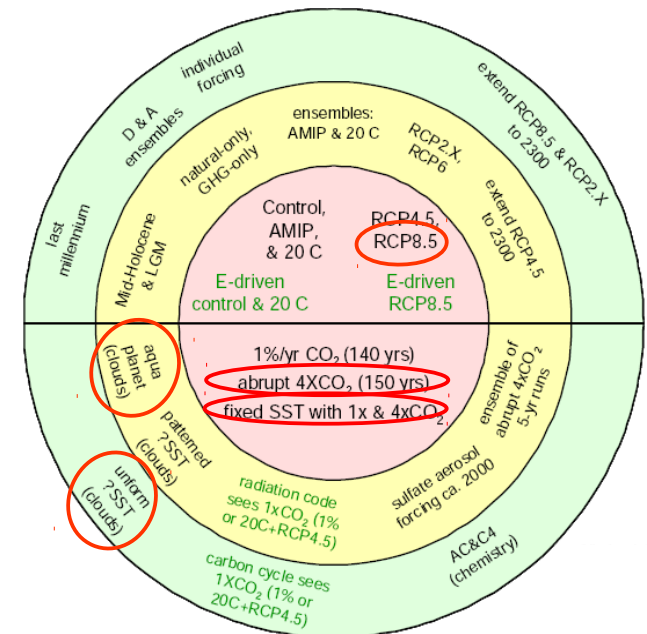 individual
forcing
D & A
ensembles
last
millennium
extend RCP8.5 & RCP2.X
to 2300
natural-only,
GHG-only
ensembles:
AMIP & 20 C
RCP2.X,
RCP6
extend RCP4.5
to 2300
Mid-Holocene
& LGM
Control,
AMIP,
& 20 C
RCP4.5,
RCP8.5
E-driven
control & 20 C
E-driven
RCP8.5
1%/yr CO₂ (140 yrs)
abrupt 4XCO₂ (150 yrs)
fixed SST with 1x & 4xCO₂
aqua
planet
(clouds)
patterned
?SST
(clouds)
unform
?SST
(clouds)
radiation code
sees 1xCO₂ (1%
or 20C+RCP4.5)
sulfate aerosol
forcing ca. 2000
ensemble of
abrupt 4xCO₂
5-yr runs
carbon cycle sees
1XCO₂ (1% or
20C+RCP4.5)
AC&C4
(chemistry)